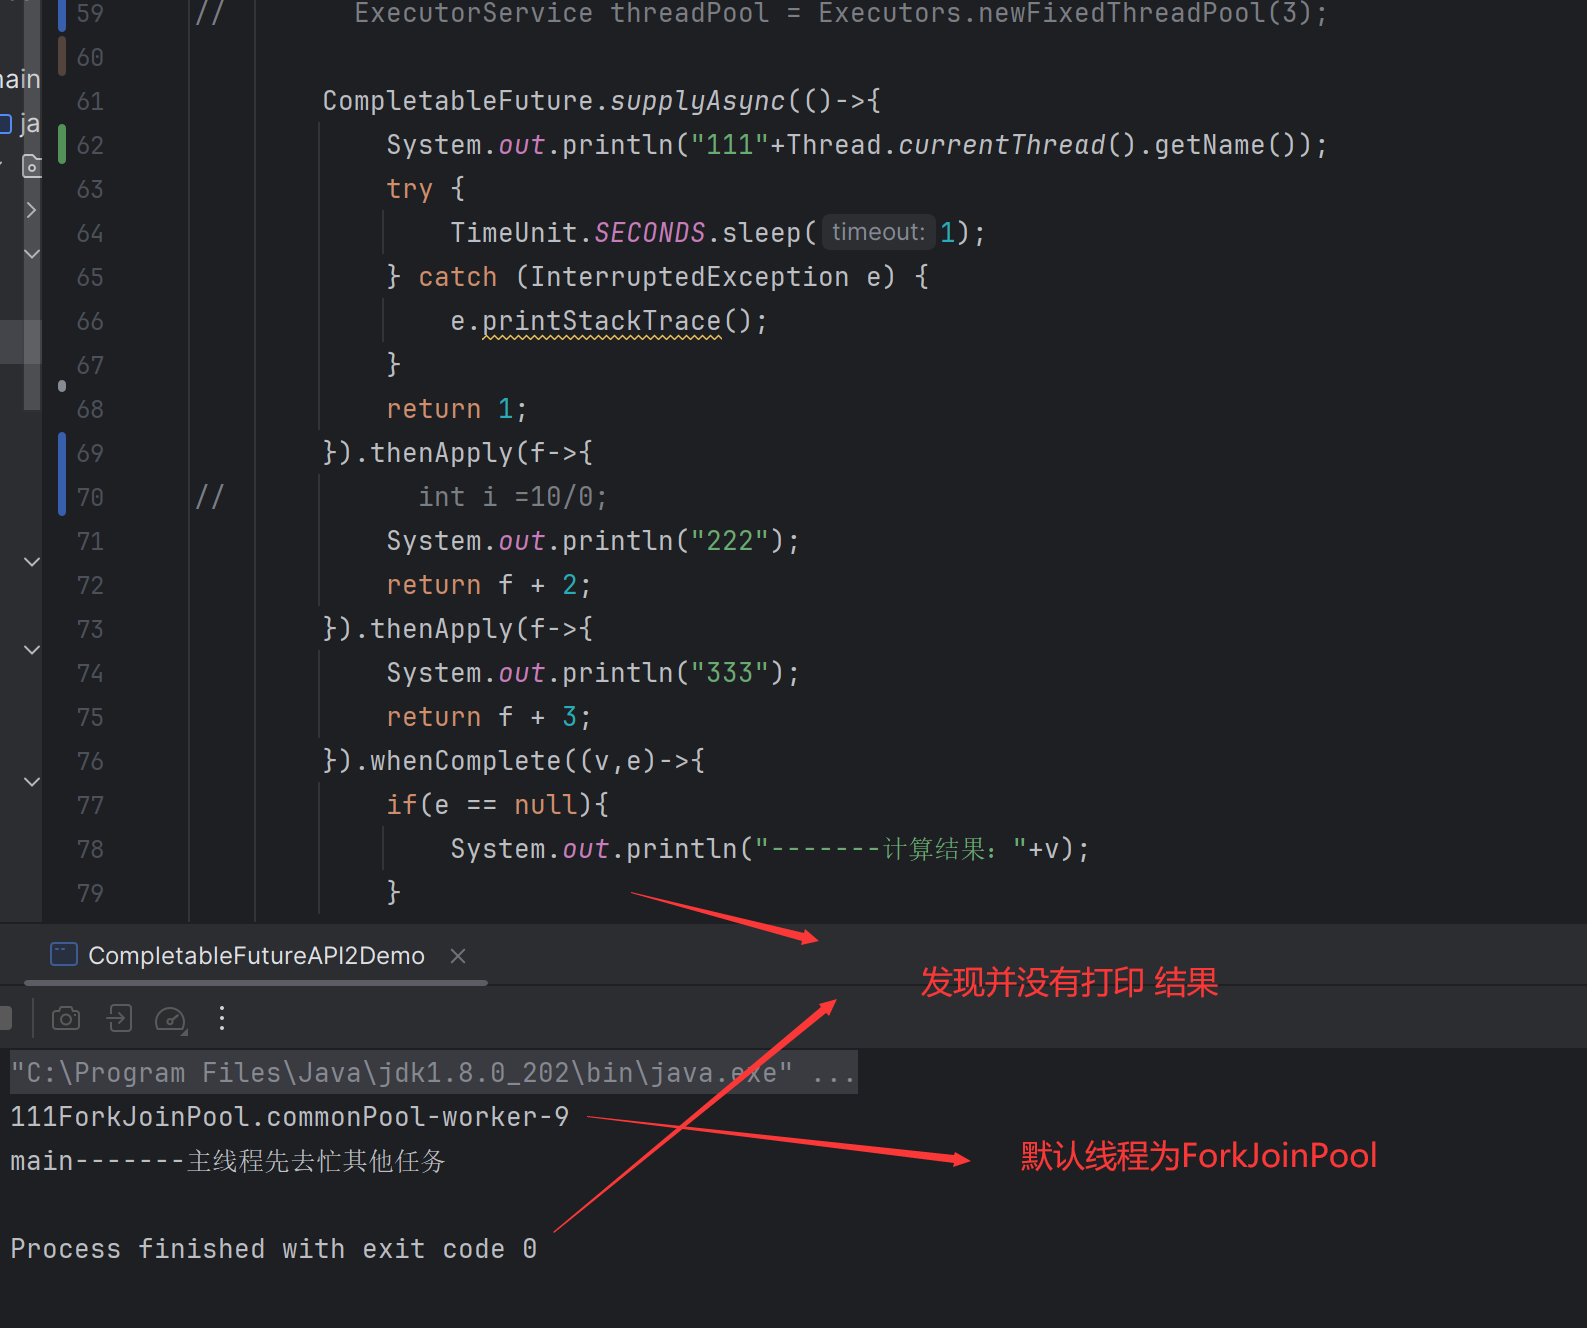 59 // ExecutorService threadPool = Executors.newFixedThreadPool(3);
60
61 CompletableFuture.supplyAsync(()->{
62 System.out.println("111"+Thread.currentThread().getName());
63 try {
64 TimeUnit.SECONDS.sleep( timeout: 1);
65 } catch (InterruptedException e) {
66 e.printStackTrace();
67 }
68 return 1;
69 }).thenApply(f->{
70 // int i =10/0;
71 System.out.println("222");
72 return f + 2;
73 }).thenApply(f->{
74 System.out.println("333");
75 return f + 3;
76 }).whenComplete((v,e)->{
77 if(e == null){
78 System.out.println("-------计算结果："+v);
79 }
ja
CompletableFutureAPI2Demo
发现并没有打印 结果
"C:\Program Files\Java\jdk1.8.0_202\bin\java.exe" ...
111ForkJoinPool.commonPool-worker-9
main-------主线程先去忙其他任务
默认线程为ForkJoinPool
Process finished with exit code 0